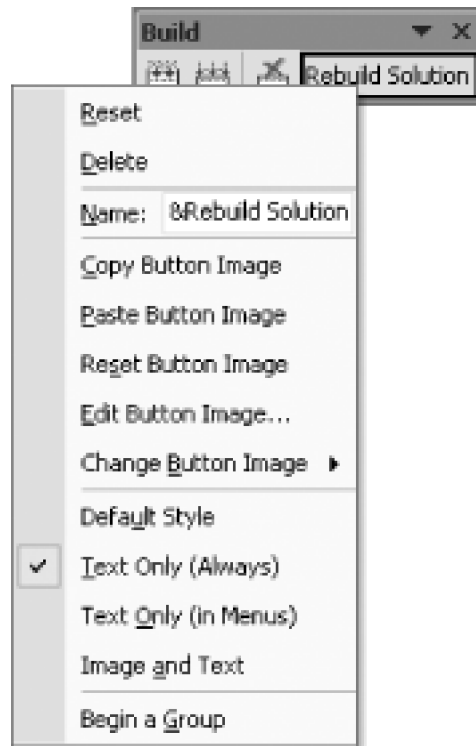 Build
Rebuild Solution
Reset
Delete
Name: &Rebuild Solution
Copy Button Image
Paste Button Image
Reset Button Image
Edit Button Image...
Change Button Image
Default Style
Text Only (Always)
Text Only (in Menus)
Image and Text
Begin a Group